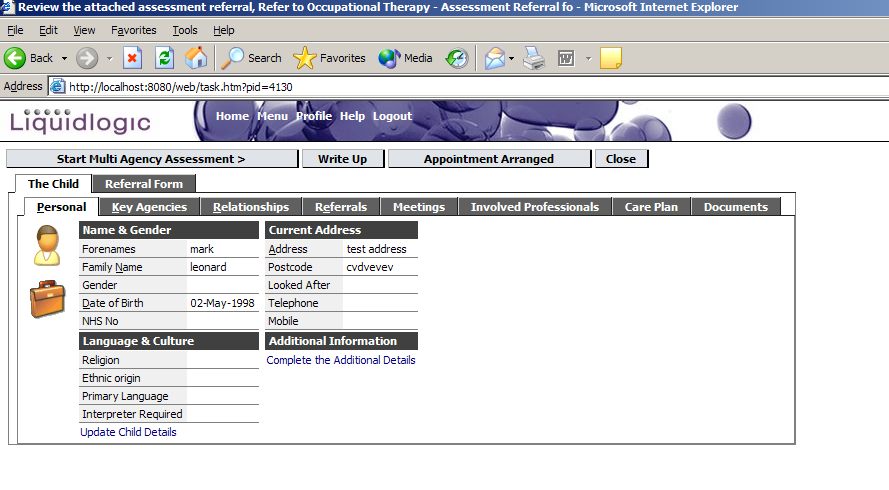 Review the attached assessment referral, Refer to Occupational Therapy - Assessment Referral fo - Microsoft Internet Explorer
File Edit View Favorites Tools Help
Back Search Favorites Media
Address http://localhost:8080/web/task.htm?pid=4130
Liquidlogic Home Menu Profile Help Logout
Start Multi Agency Assessment > Write Up Appointment Arranged Close
The Child Referral Form
Personal Key Agencies Relationships Referrals Meetings Involved Professionals Care Plan Documents
Name & Gender Current Address
Forenames mark Address test address
Family Name leonard Postcode cvdvevev
Gender Looked After
Date of Birth 02-May-1998 Telephone
NHS No Mobile
Language & Culture Additional Information
Religion Complete the Additional Details
Ethnic origin
Primary Language
Interpreter Required
Update Child Details